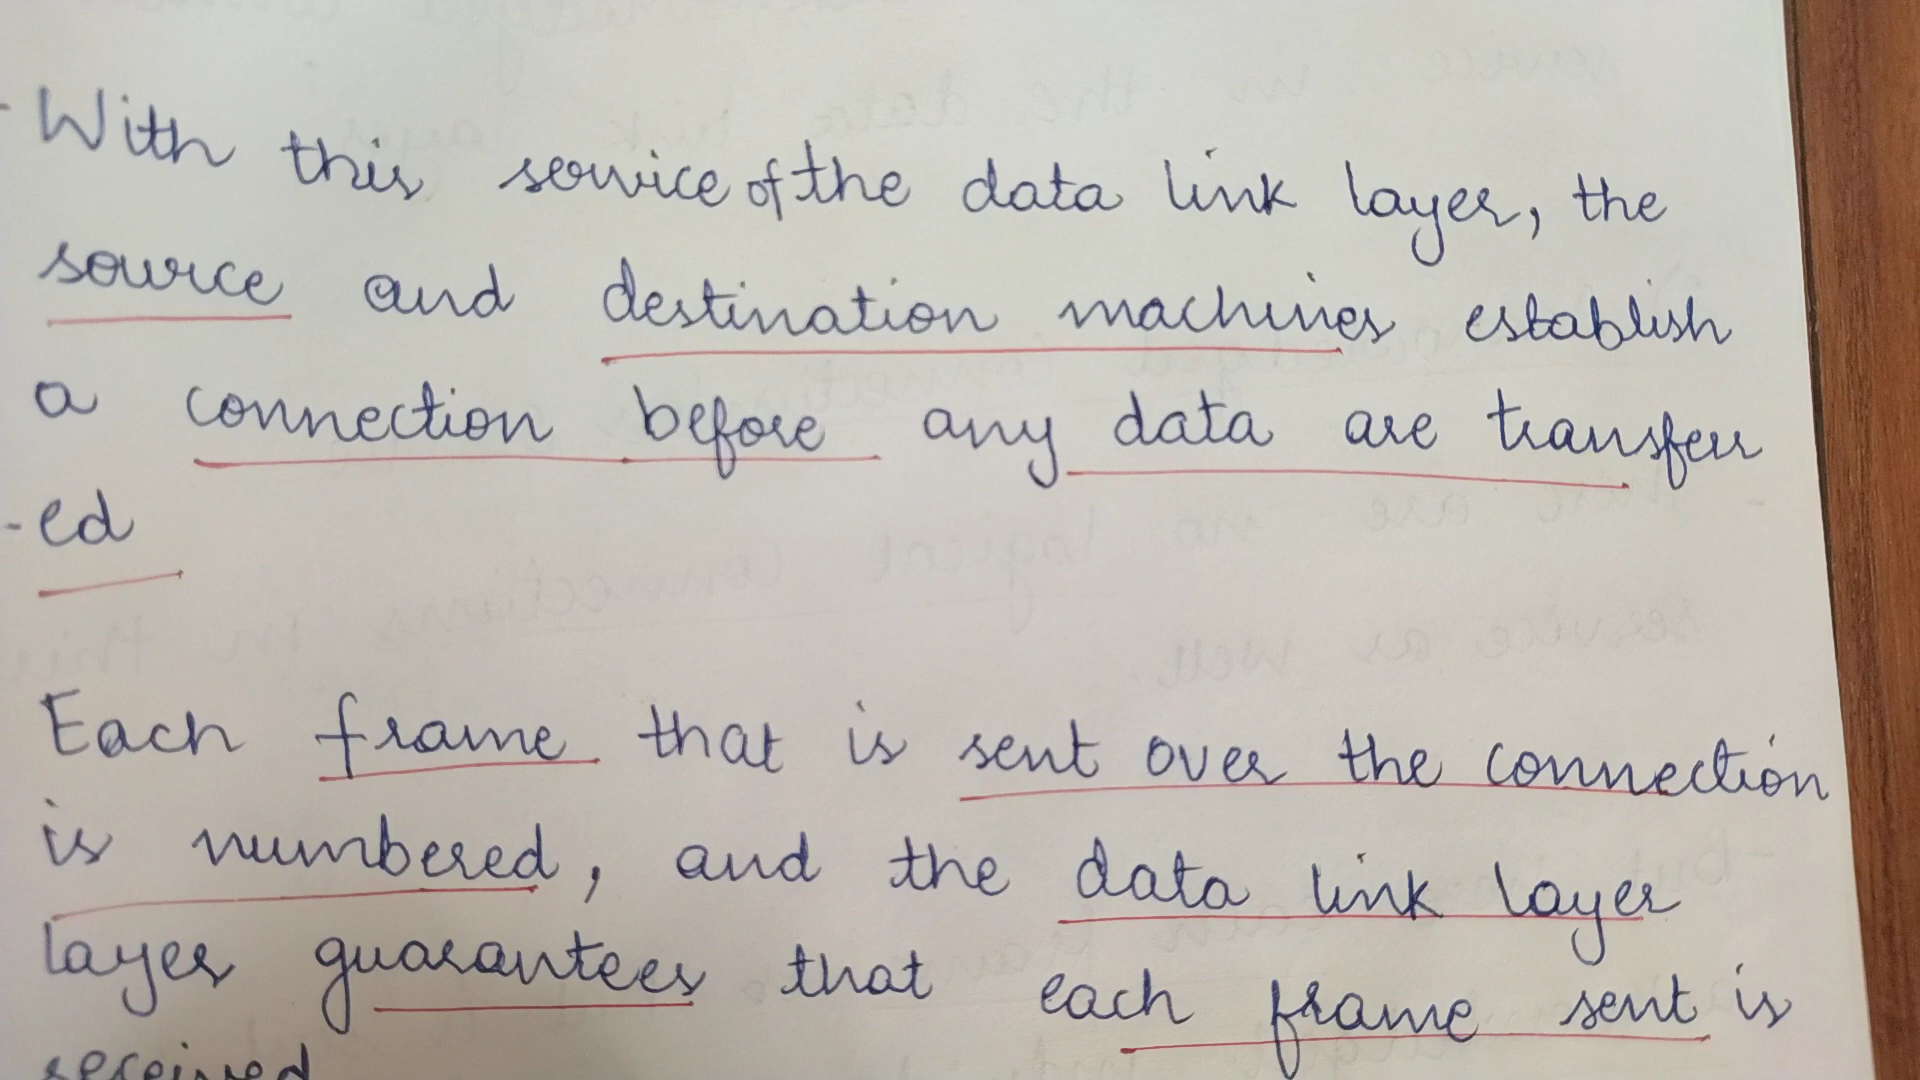 - With this service of the data link layer, the
source and destination machines establish
a connection before any data are transferr
-ed
Each frame that is sent over the connection
is numbered, and the data link layer
layer guarantees that each frame sent is
received